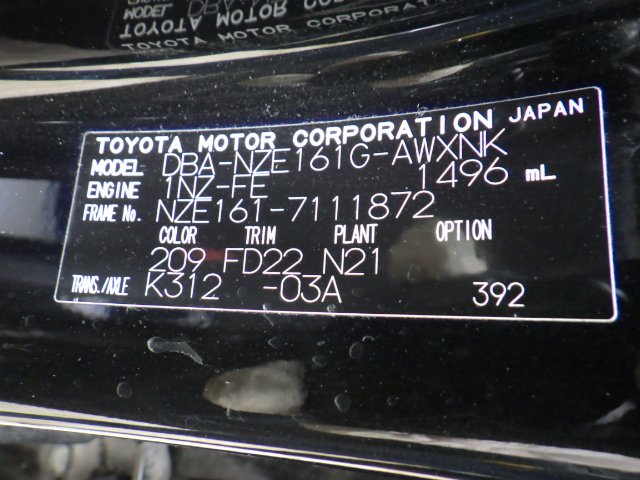 TOYOTA MOTOR CORPORATION JAPAN
MODEL DBA-NZE161G-AWXNK
ENGINE 1NZ-FE 1496 mL
FRAME No. NZE161-7111872
COLOR TRIM PLANT OPTION
209 FD22 N21
TRANS./AXLE K312 -03A 392